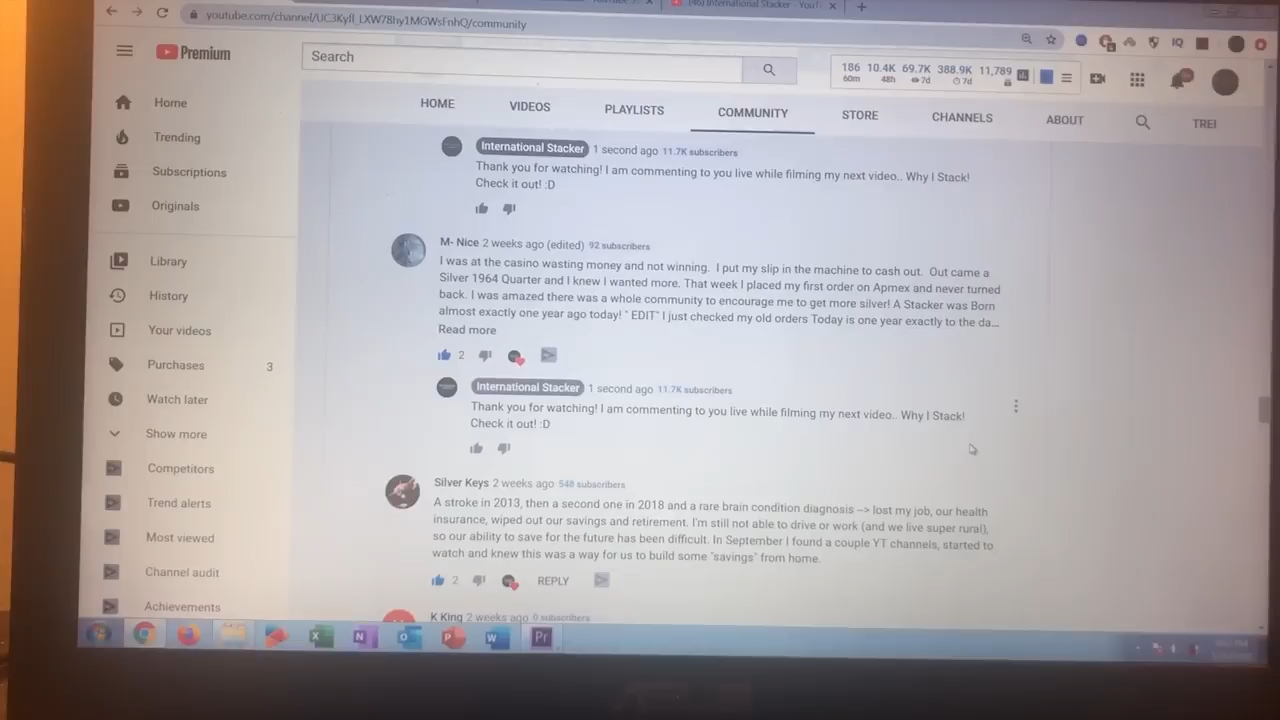 International Stacker - YouT
youtube.com/channel/UC3Kyfl_LXW78hy1MGWsFnhQ/community
Premium
Search
186 10.4K 69.7K 388.9K 11,789
60m 48h 7d 7d
IQ
HOME VIDEOS PLAYLISTS COMMUNITY STORE CHANNELS ABOUT TREI
Home
Trending
Subscriptions
Originals
Library
History
Your videos
Purchases 3
Watch later
Show more
Competitors
Trend alerts
Most viewed
Channel audit
Achievements
International Stacker 1 second ago 11.7K subscribers
Thank you for watching! I am commenting to you live while filming my next video.. Why I Stack!
Check it out! :D
M- Nice 2 weeks ago (edited) 92 subscribers
I was at the casino wasting money and not winning. I put my slip in the machine to cash out. Out came a
Silver 1964 Quarter and I knew I wanted more. That week I placed my first order on Apmex and never turned
back. I was amazed there was a whole community to encourage me to get more silver! A Stacker was Born
almost exactly one year ago today! " EDIT" I just checked my old orders Today is one year exactly to the da...
Read more
2
International Stacker 1 second ago 11.7K subscribers
Thank you for watching! I am commenting to you live while filming my next video.. Why I Stack!
Check it out! :D
Silver Keys 2 weeks ago 548 subscribers
A stroke in 2013, then a second one in 2018 and a rare brain condition diagnosis --> lost my job, our health
insurance, wiped out our savings and retirement. I'm still not able to drive or work (and we live super rural),
so our ability to save for the future has been difficult. In September I found a couple YT channels, started to
watch and knew this was a way for us to build some "savings" from home.
2 REPLY
K King 2 weeks ago 0 subscribers
X N O P W Pr